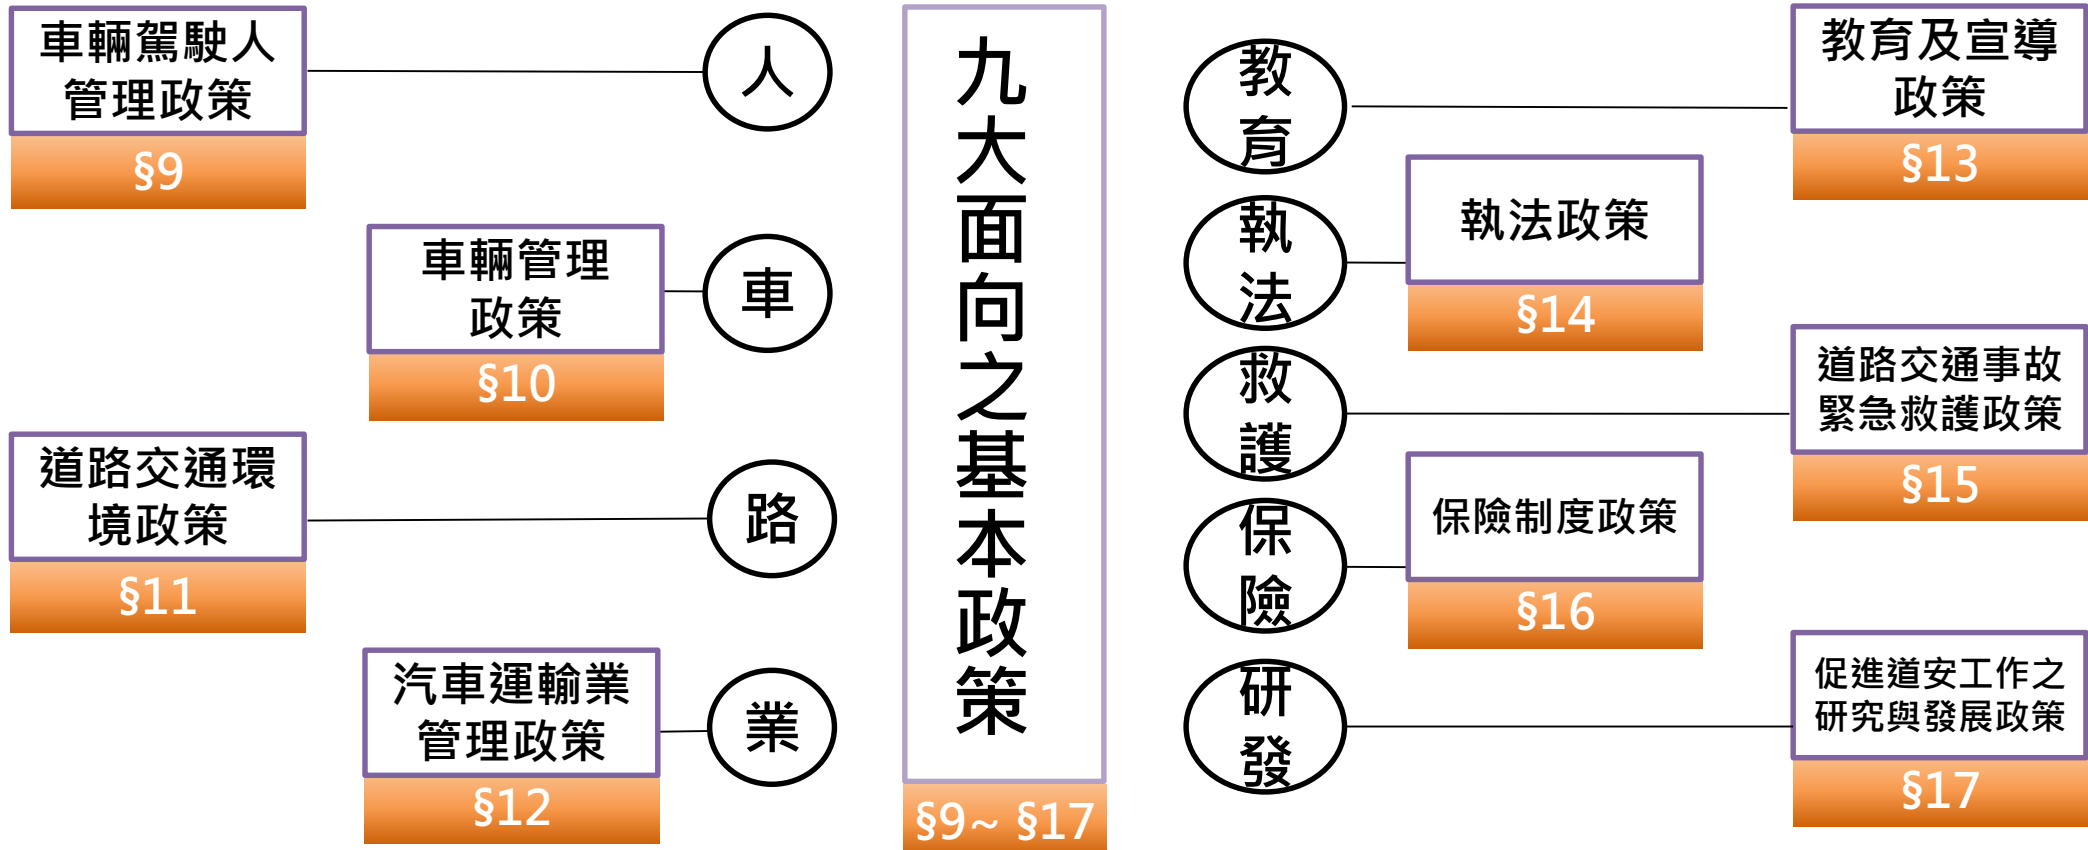 車輛駕駛人
管理政策
§9
人
車輛管理
政策
§10
車
道路交通環
境政策
§11
路
汽車運輸業
管理政策
§12
業
九大面向之基本政策
§9~ §17
教
育
教育及宣導
政策
§13
執
法
執法政策
§14
救
護
道路交通事故
緊急救護政策
§15
保
險
保險制度政策
§16
研
發
促進道安工作之
研究與發展政策
§17